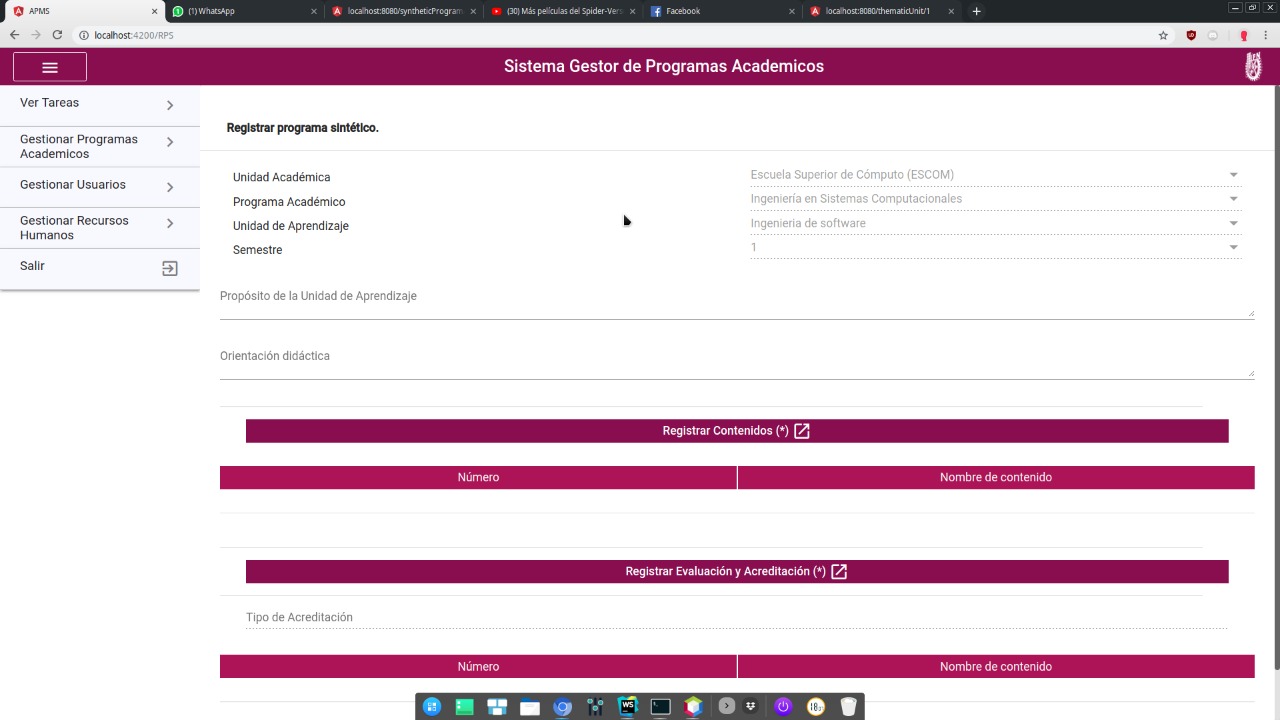 APMS
(1) WhatsApp
localhost:8080/syntheticProgram
(30) Más películas del Spider-Vers
Facebook
localhost:8080/thematicUnit/1
localhost:4200/RPS
Sistema Gestor de Programas Academicos
Ver Tareas
Gestionar Programas
Academicos
Gestionar Usuarios
Gestionar Recursos
Humanos
Salir
Registrar programa sintético.
Unidad Académica
Escuela Superior de Cómputo (ESCOM)
Programa Académico
Ingeniería en Sistemas Computacionales
Unidad de Aprendizaje
Ingenieria de software
Semestre
1
Propósito de la Unidad de Aprendizaje
Orientación didáctica
Registrar Contenidos (*)
Número
Nombre de contenido
Registrar Evaluación y Acreditación (*)
Tipo de Acreditación
Número
Nombre de contenido
WS